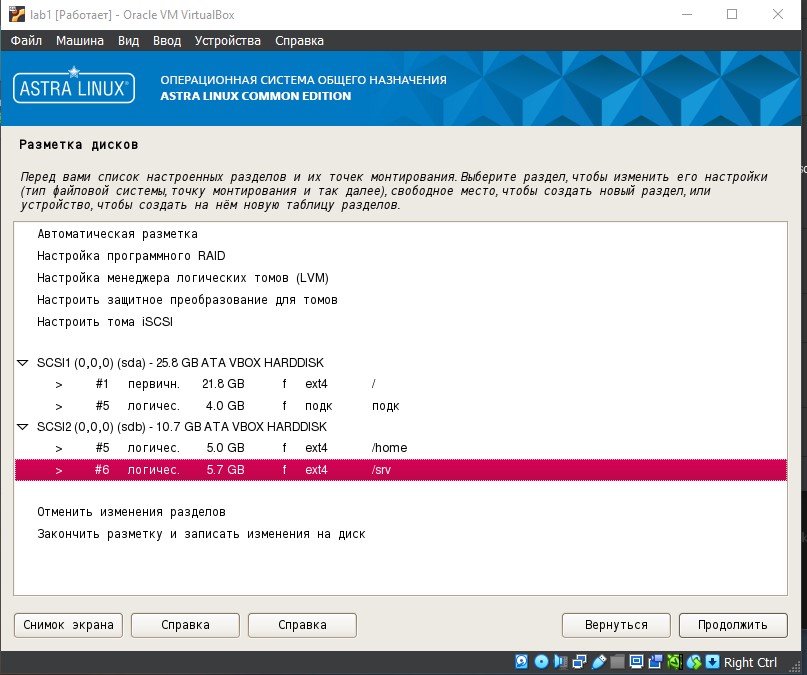 lab1 [Работает] - Oracle VM VirtualBox
Файл Машина Вид Ввод Устройства Справка
ASTRA LINUX®
ОПЕРАЦИОННАЯ СИСТЕМА ОБЩЕГО НАЗНАЧЕНИЯ
ASTRA LINUX COMMON EDITION
Разметка дисков
Перед вами список настроенных разделов и их точек монтирования. Выберите раздел, чтобы изменить его настройки
(тип файловой системы, точку монтирования и так далее), свободное место, чтобы создать новый раздел, или
устройство, чтобы создать на нём новую таблицу разделов.
Автоматическая разметка
Настройка программного RAID
Настройка менеджера логических томов (LVM)
Настроить защитное преобразование для томов
Настроить тома iSCSI
SCSI1 (0,0,0) (sda) - 25.8 GB ATA VBOX HARDDISK
> #1 первичн. 21.8 GB f ext4 /
> #5 логичес. 4.0 GB f подк подк
SCSI2 (0,0,0) (sdb) - 10.7 GB ATA VBOX HARDDISK
> #5 логичес. 5.0 GB f ext4 /home
> #6 логичес. 5.7 GB f ext4 /srv
Отменить изменения разделов
Закончить разметку и записать изменения на диск
Снимок экрана Справка Справка Вернуться Продолжить
Right Ctrl